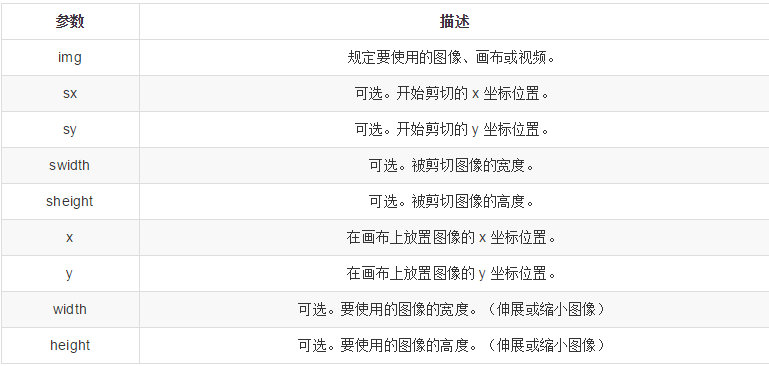 参数 描述
img 规定要使用的图像、画布或视频。
sx 可选。开始剪切的 x 坐标位置。
sy 可选。开始剪切的 y 坐标位置。
swidth 可选。被剪切图像的宽度。
sheight 可选。被剪切图像的高度。
x 在画布上放置图像的 x 坐标位置。
y 在画布上放置图像的 y 坐标位置。
width 可选。要使用的图像的宽度。（伸展或缩小图像）
height 可选。要使用的图像的高度。（伸展或缩小图像）